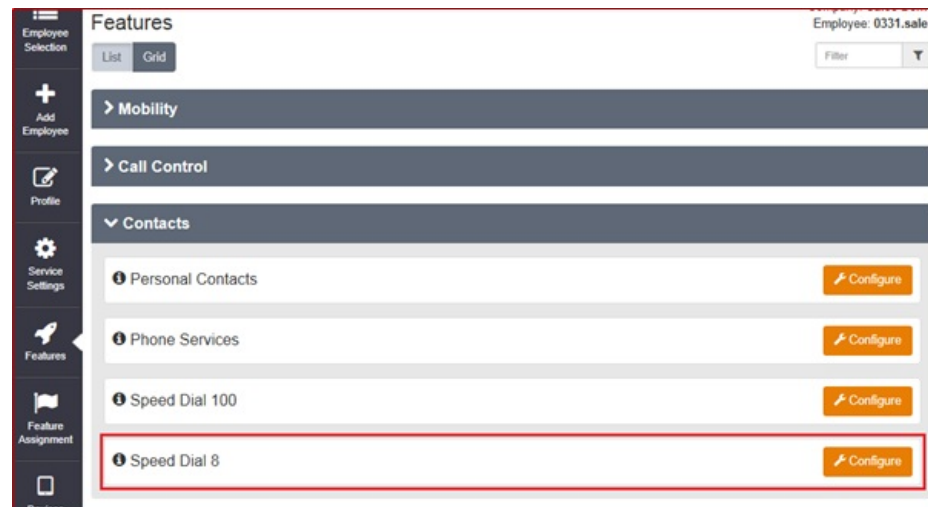 Employee
Selection
Add
Employee
Profile
Service
Settings
Features
Feature
Assignment
Features
Employee: 0331.sale
List Grid
Filter
Mobility
Call Control
Contacts
Personal Contacts Configure
Phone Services Configure
Speed Dial 100 Configure
Speed Dial 8 Configure